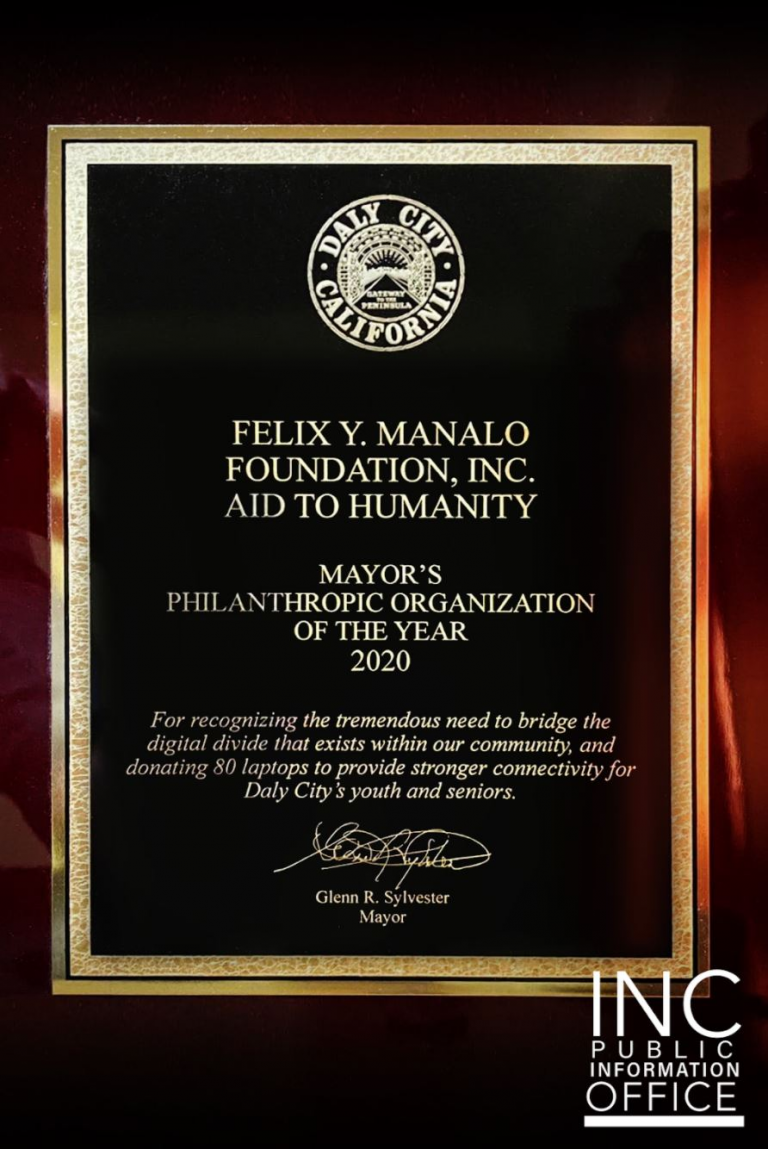 DALY CITY
GATEWAY
TO THE
PENINSULA
CALIFORNIA
FELIX Y. MANALO
FOUNDATION, INC.
AID TO HUMANITY
MAYOR'S
PHILANTHROPIC ORGANIZATION
OF THE YEAR
2020
For recognizing the tremendous need to bridge the
digital divide that exists within our community, and
donating 80 laptops to provide stronger connectivity for
Daly City's youth and seniors.
Glenn R. Sylvester
Mayor
INC
PUBLIC
INFORMATION
OFFICE